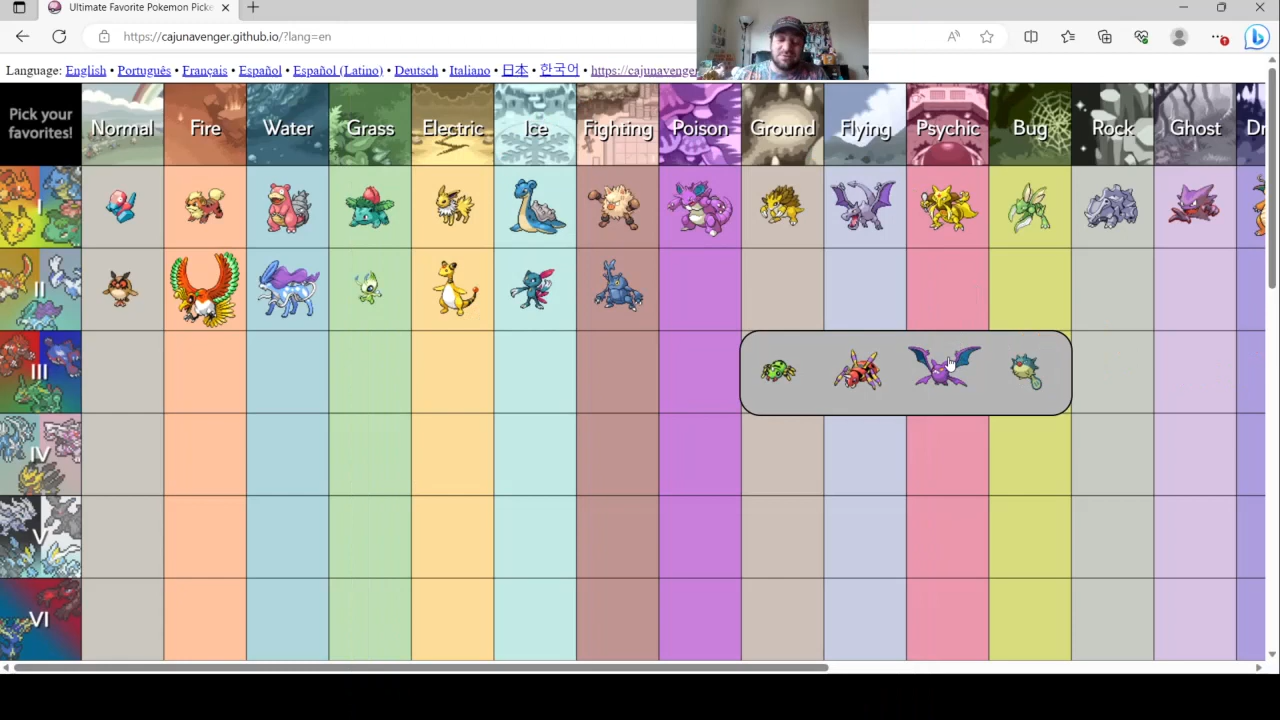 Ultimate Favorite Pokemon Picke
https://cajunavenger.github.io/?lang=en
Language: English • Português • Français • Español • Español (Latino) • Deutsch • Italiano • 日本 • 한국어 • https://cajunavenger
Pick your favorites!
Normal
Fire
Water
Grass
Electric
Ice
Fighting
Poison
Ground
Flying
Psychic
Bug
Rock
Ghost
Dr
I
II
III
IV
V
VI